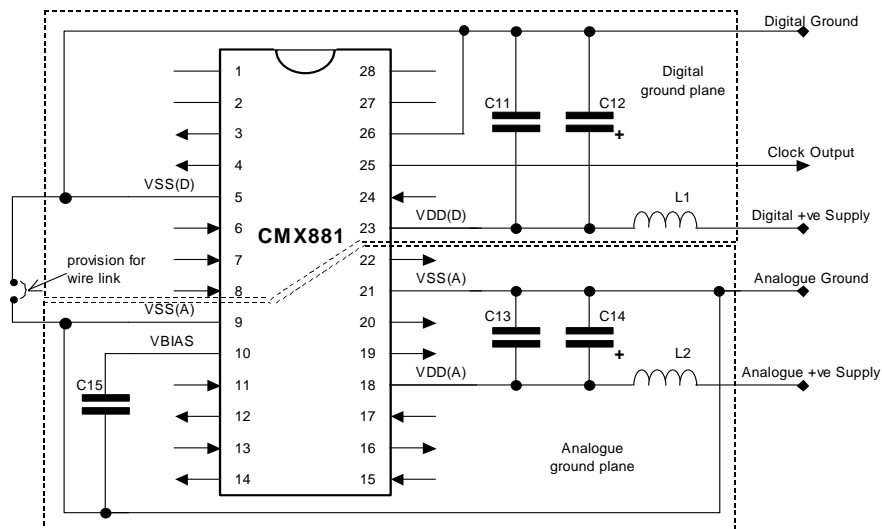 Digital Ground
Digital
ground plane
C11
C12
+
Clock Output
L1
Digital +ve Supply
VDD(D)
VSS(D)
CMX881
1
2
3
4
5
6
7
8
9
10
11
12
13
14
28
27
26
25
24
23
22
21
20
19
18
17
16
15
provision for
wire link
VSS(A)
VBIAS
C15
VSS(A)
Analogue Ground
C13
C14
+
L2
VDD(A)
Analogue +ve Supply
Analogue
ground plane